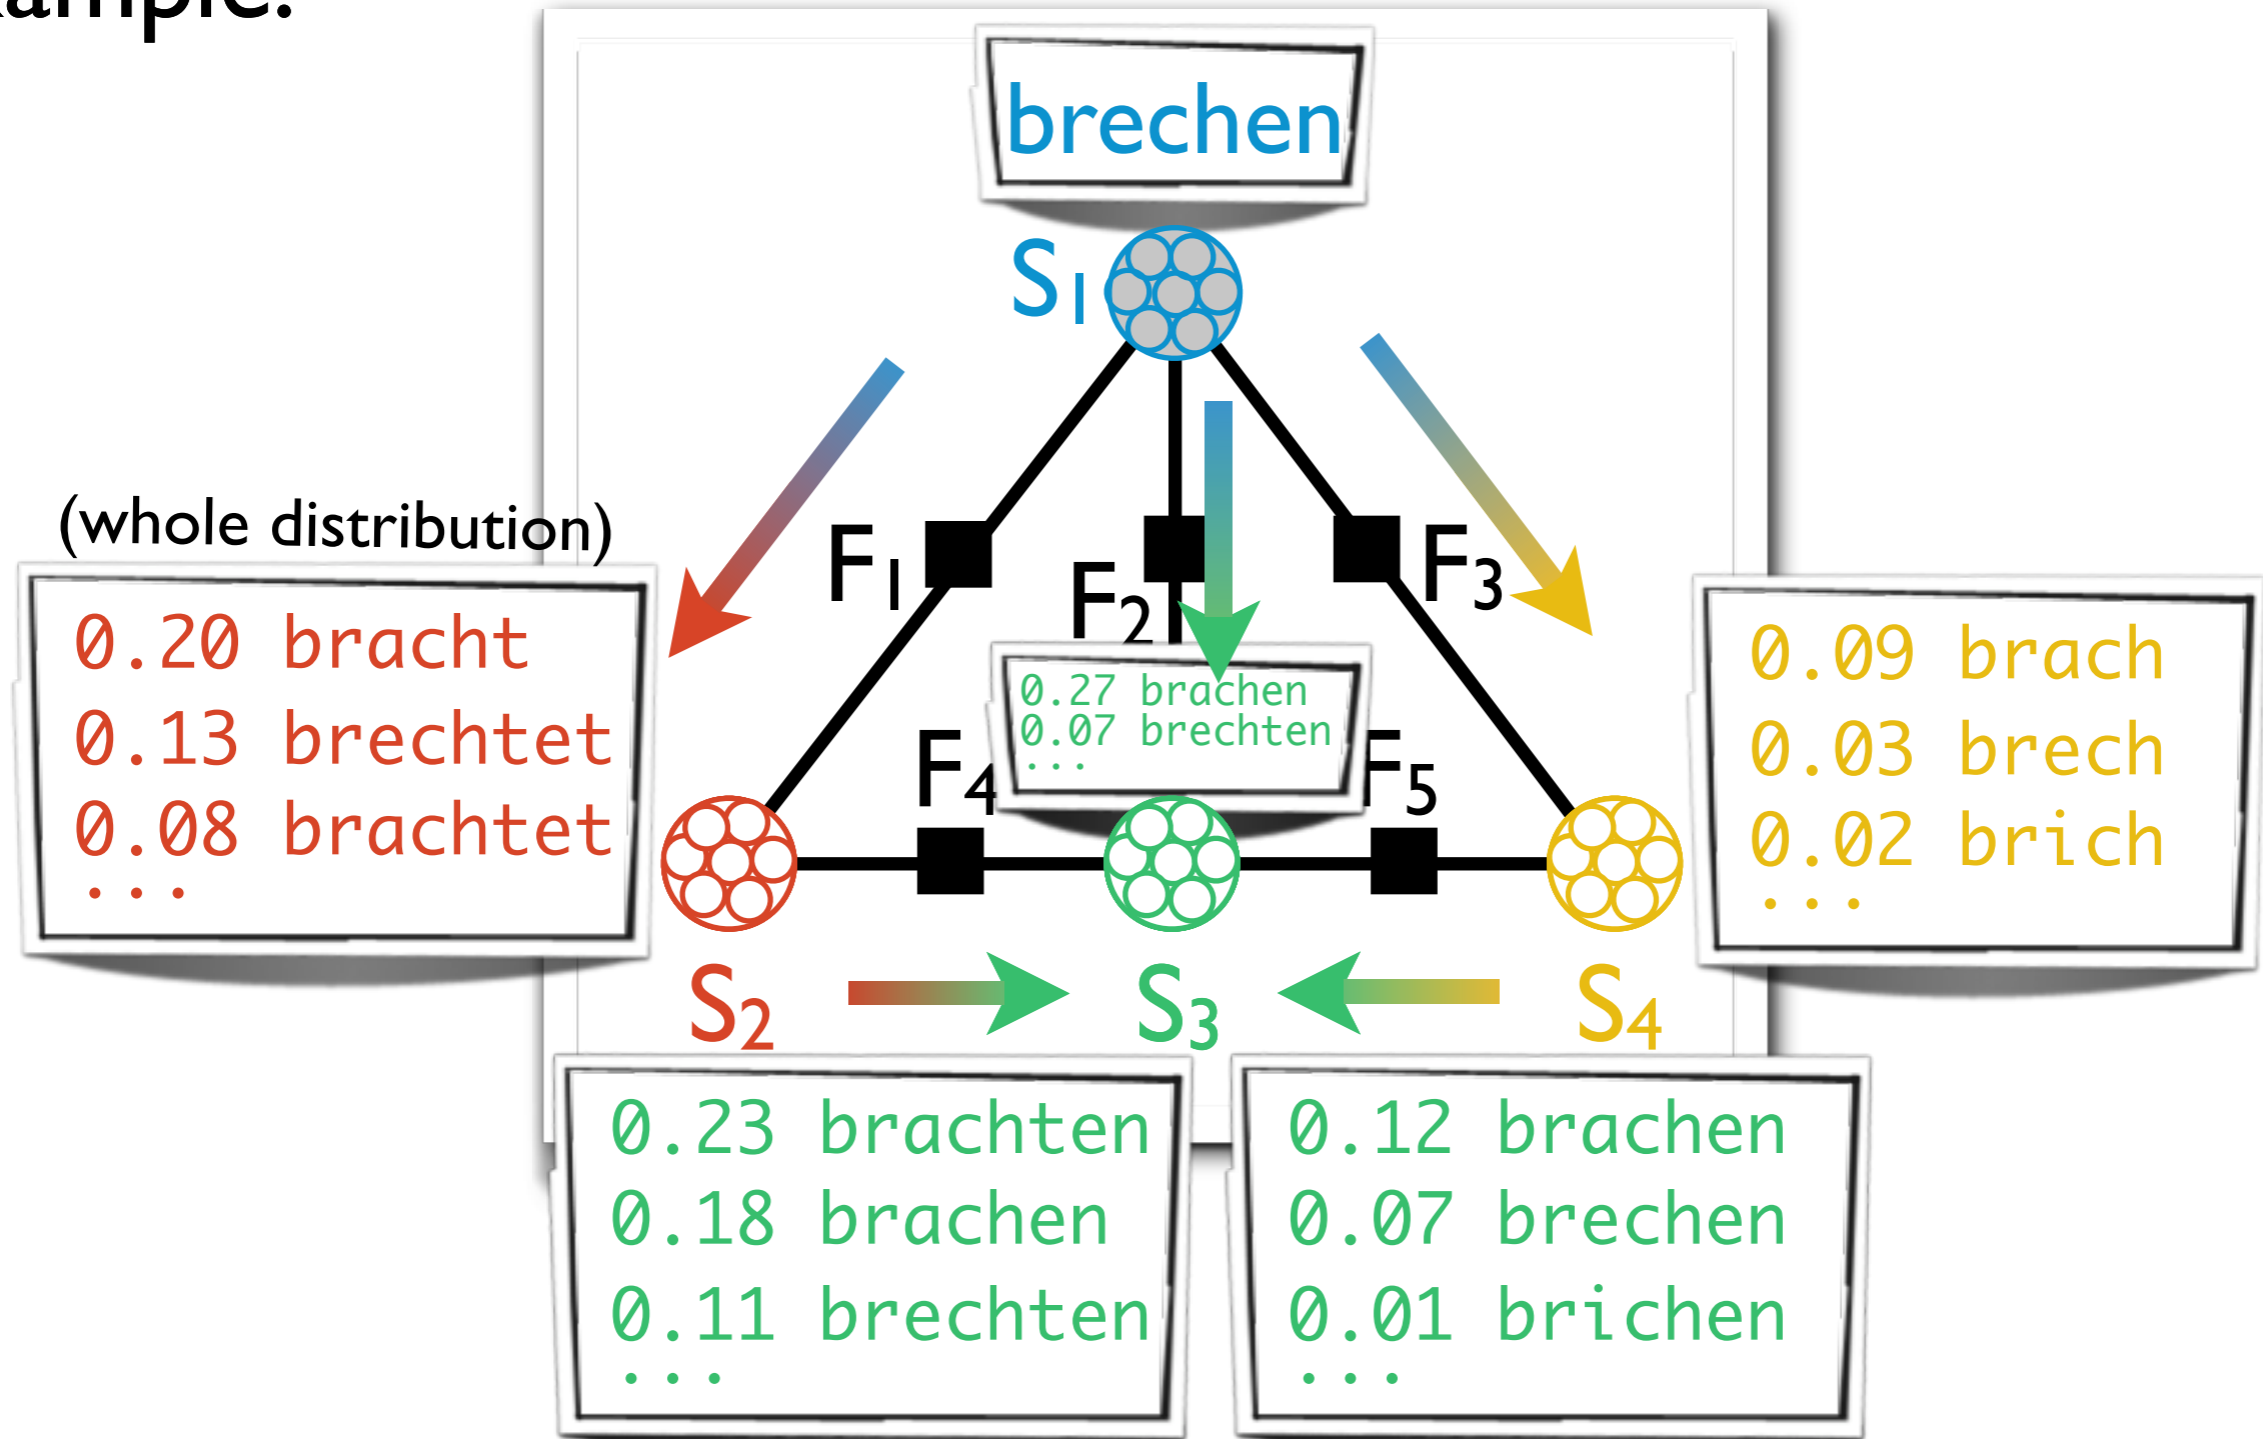 brechen
S1
(whole distribution)
F1
F2
F3
0.20 bracht
0.13 brechtet
0.08 brachtet
...
0.27 brachen
0.07 brechten
...
0.09 brach
0.03 brech
0.02 brich
...
F4
F5
S2
S3
S4
0.23 brachten
0.18 brachen
0.11 brechten
...
0.12 brachen
0.07 brechen
0.01 brichen
...